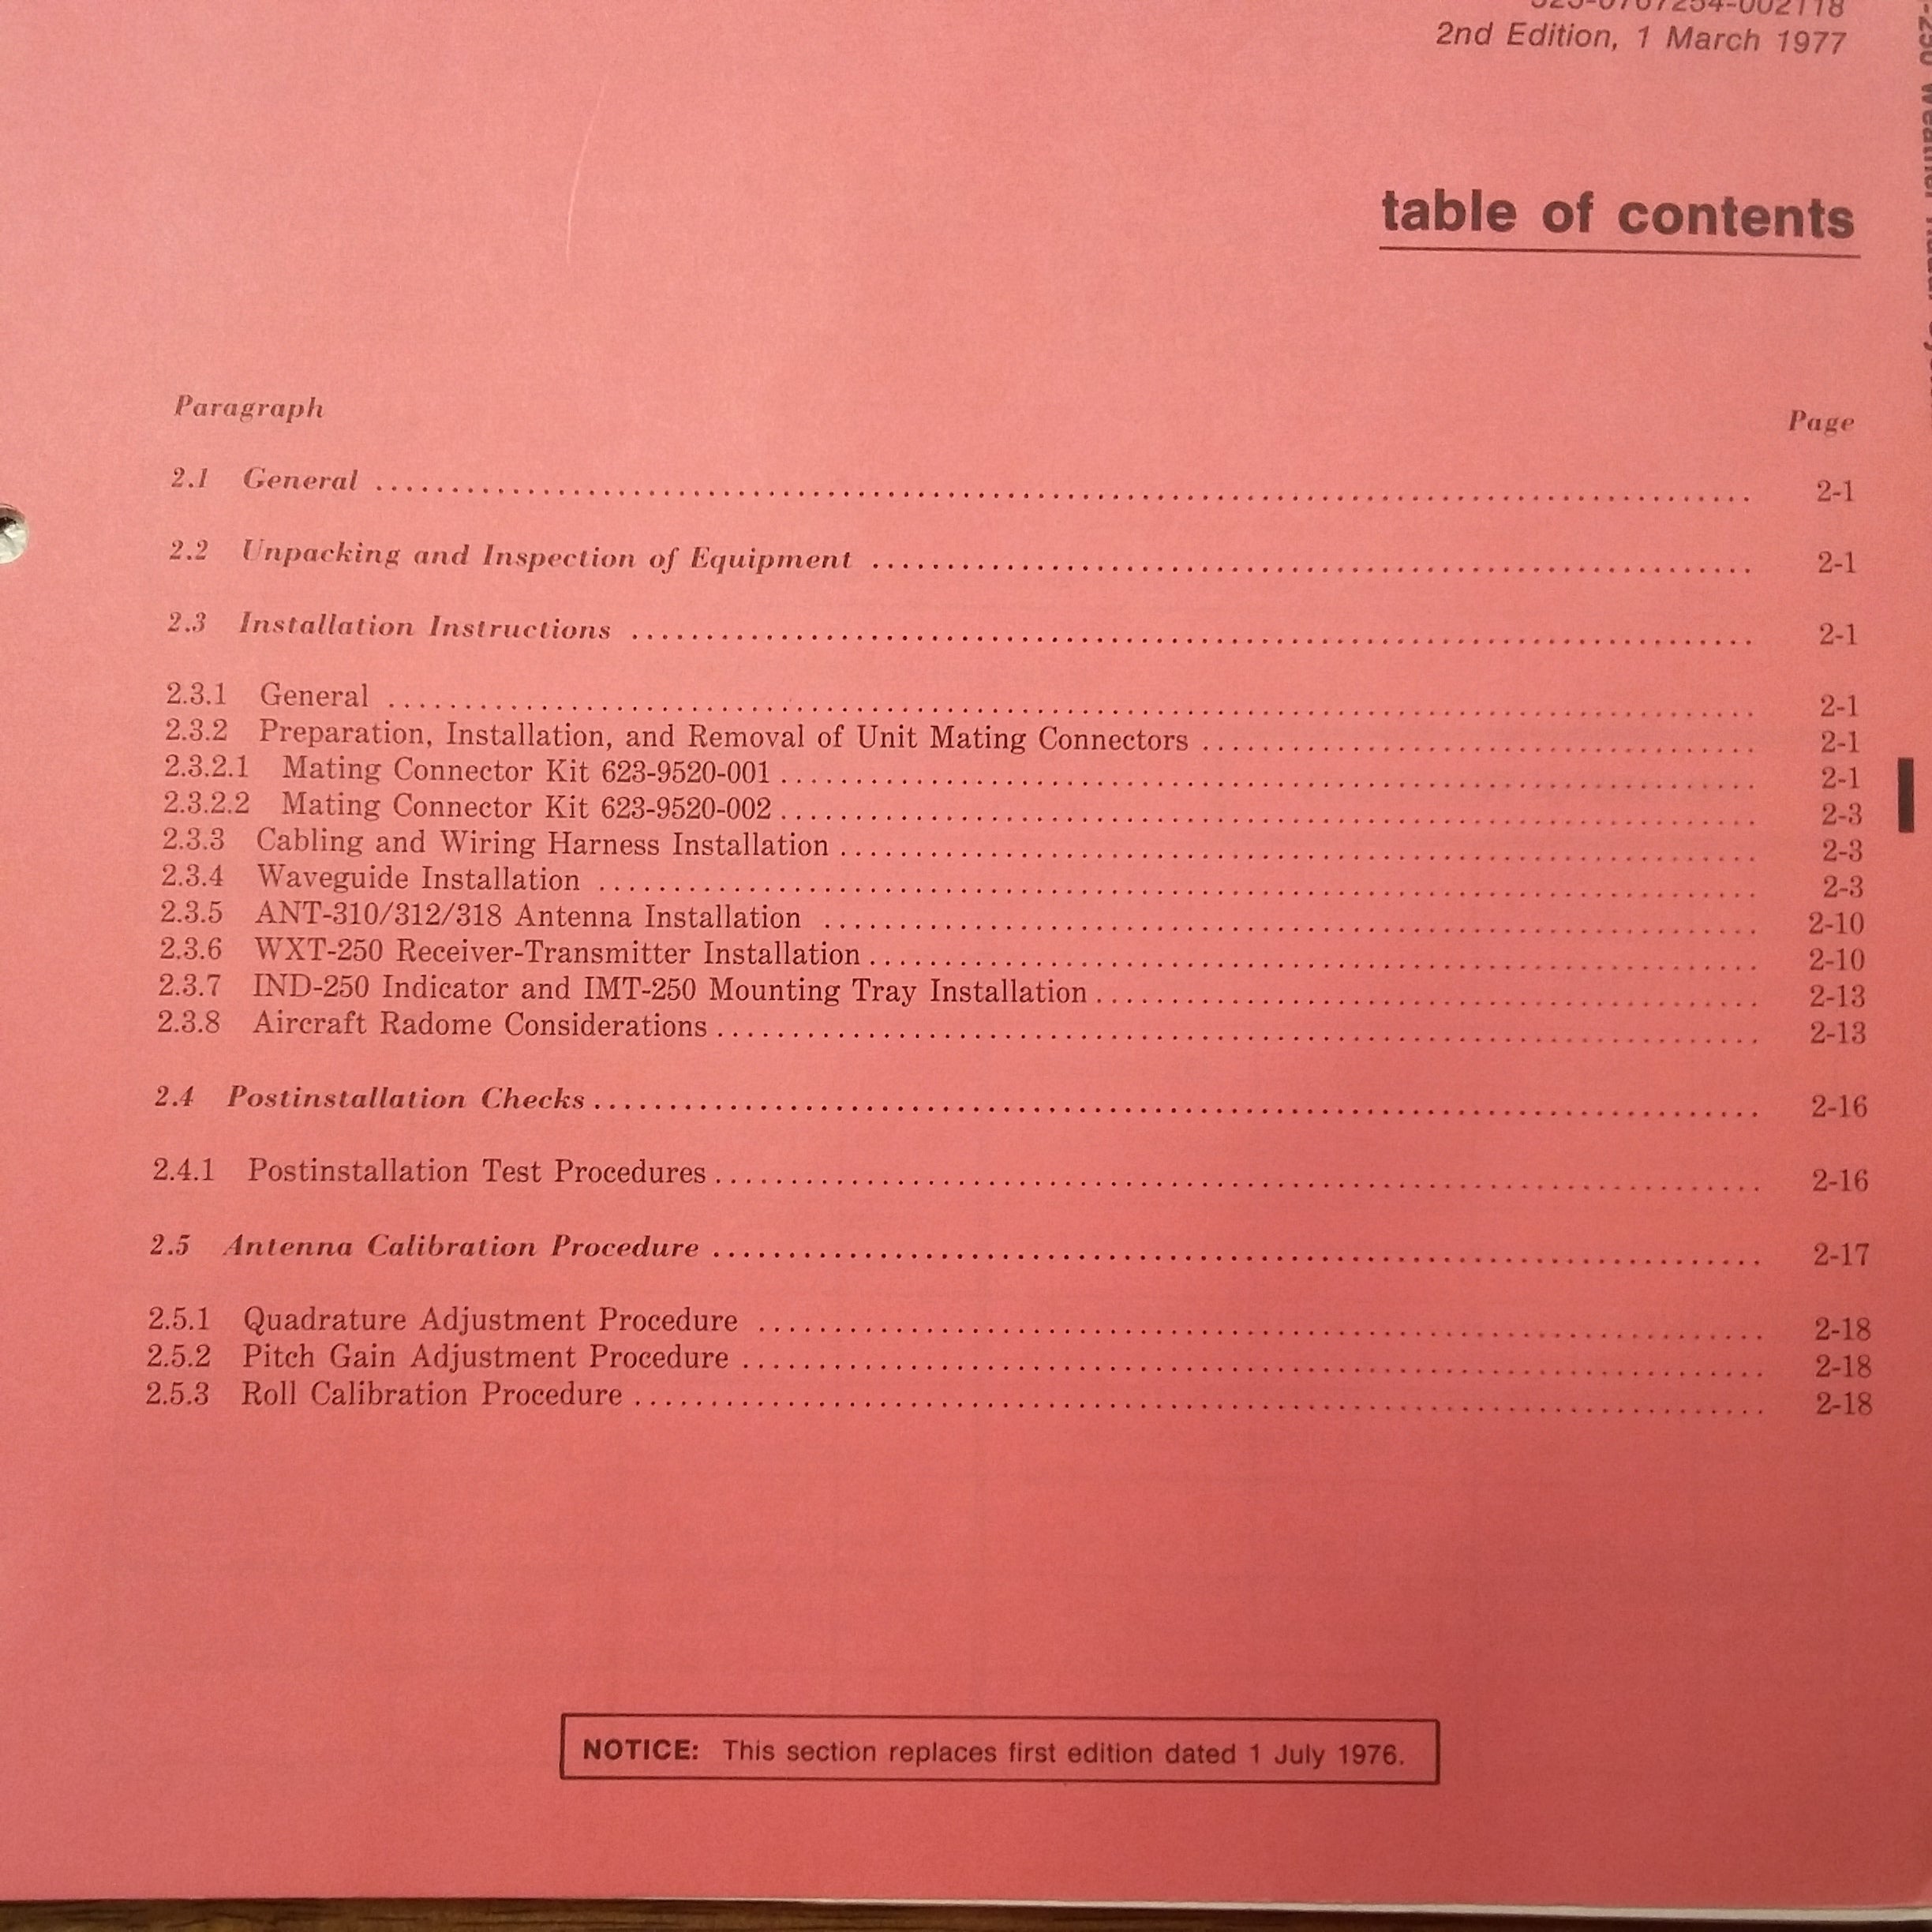 523-0767254-002118
2nd Edition, 1 March 1977
table of contents
Paragraph Page
2.1 General ........ 2-1
2.2 Unpacking and Inspection of Equipment ........ 2-1
2.3 Installation Instructions ........ 2-1
2.3.1 General ........ 2-1
2.3.2 Preparation, Installation, and Removal of Unit Mating Connectors ........ 2-1
2.3.2.1 Mating Connector Kit 623-9520-001 ........ 2-1
2.3.2.2 Mating Connector Kit 623-9520-002 ........ 2-3
2.3.3 Cabling and Wiring Harness Installation ........ 2-3
2.3.4 Waveguide Installation ........ 2-3
2.3.5 ANT-310/312/318 Antenna Installation ........ 2-10
2.3.6 WXT-250 Receiver-Transmitter Installation ........ 2-10
2.3.7 IND-250 Indicator and IMT-250 Mounting Tray Installation ........ 2-13
2.3.8 Aircraft Radome Considerations ........ 2-13
2.4 Postinstallation Checks ........ 2-16
2.4.1 Postinstallation Test Procedures ........ 2-16
2.5 Antenna Calibration Procedure ........ 2-17
2.5.1 Quadrature Adjustment Procedure ........ 2-18
2.5.2 Pitch Gain Adjustment Procedure ........ 2-18
2.5.3 Roll Calibration Procedure ........ 2-18
NOTICE: This section replaces first edition dated 1 July 1976.